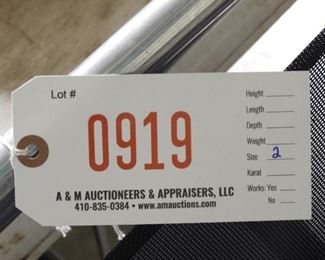 Lot #
0919
Height
Length
Depth
Weight
Size 2
Karat
Works: Yes
No
A & M AUCTIONEERS & APPRAISERS, LLC
410-835-0384 • www.amauctions.com